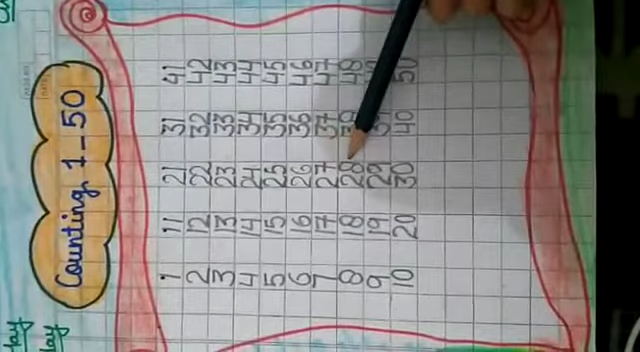 Counting 1-50
1 11 21 31 41
2 12 22 32 42
3 13 23 33 43
4 14 24 34 44
5 15 25 35 45
6 16 26 36 46
7 17 27 37 47
8 18 28 48
9 19 29
10 20 30 40 50